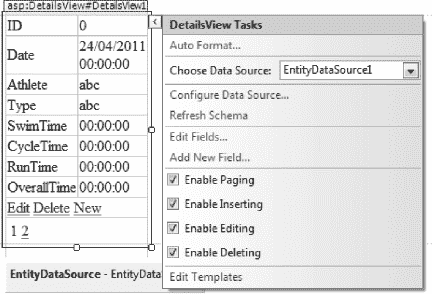 asp:DetailsView#DetailsView1
ID 0
Date 24/04/2011 00:00:00
Athlete abc
Type abc
SwimTime 00:00:00
CycleTime 00:00:00
RunTime 00:00:00
OverallTime 00:00:00
Edit Delete New
1 2
EntityDataSource - EntityData
DetailsView Tasks
Auto Format...
Choose Data Source: EntityDataSource1
Configure Data Source...
Refresh Schema
Edit Fields...
Add New Field...
Enable Paging
Enable Inserting
Enable Editing
Enable Deleting
Edit Templates